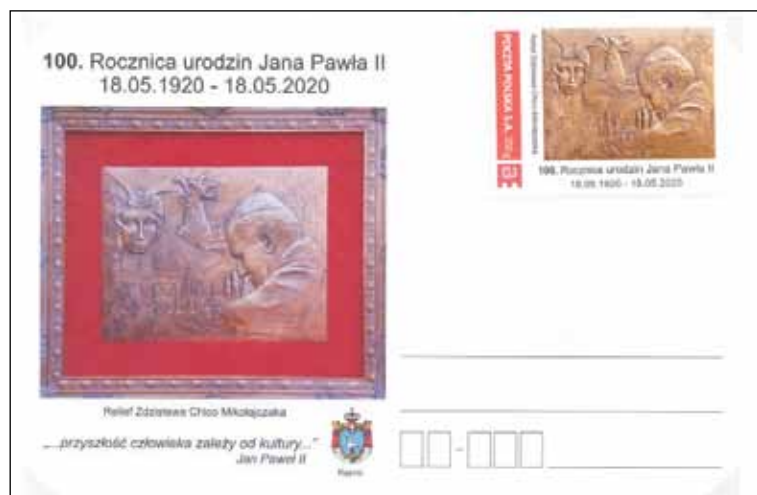 100. Rocznica urodzin Jana Pawła II
18.05.1920 - 18.05.2020
Relief Zdzisława Chico Mikołajczaka
„...przyszłość człowieka zależy od kultury..."
Jan Paweł II
POCZTA POLSKA S.A.
100. Rocznica urodzin Jana Pawła II
18.05.1920 - 18.05.2020